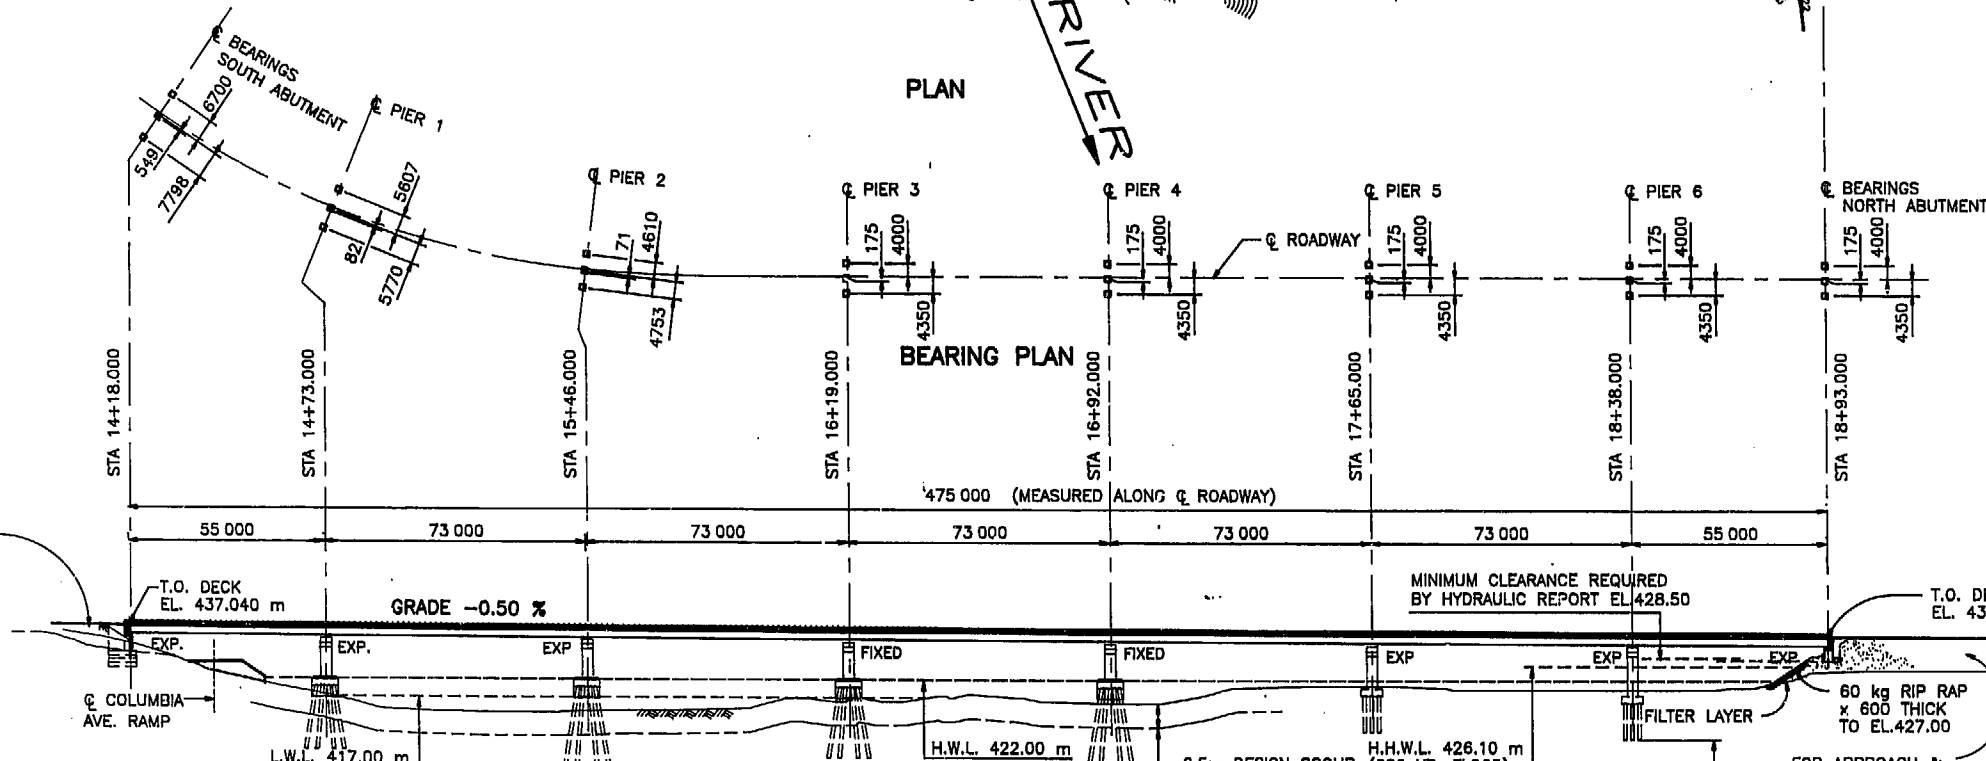 RIVER
PLAN
℄ BEARINGS
SOUTH ABUTMENT
6700
549
7798
℄ PIER 1
5607
82
5770
℄ PIER 2
71
4610
4753
℄ PIER 3
175
4000
4350
℄ PIER 4
175
4000
4350
℄ ROADWAY
℄ PIER 5
175
4000
4350
℄ PIER 6
175
4000
4350
℄ BEARINGS
NORTH ABUTMENT
175
4000
4350
BEARING PLAN
STA 14+18.000
STA 14+73.000
STA 15+46.000
STA 16+19.000
STA 16+92.000
STA 17+65.000
STA 18+38.000
STA 18+93.000
475 000 (MEASURED ALONG ℄ ROADWAY)
55 000
73 000
73 000
73 000
73 000
73 000
55 000
T.O. DECK
EL. 437.040 m
GRADE -0.50 %
MINIMUM CLEARANCE REQUIRED
BY HYDRAULIC REPORT EL.428.50
T.O.
EL.
EXP.
EXP.
EXP
FIXED
FIXED
EXP
EXP
EXP
℄ COLUMBIA
AVE. RAMP
60 kg RIP RAP
x 600 THICK
TO EL.427.00
FILTER LAYER
L.W.L. 417.00 m
H.W.L. 422.00 m
H.H.W.L. 426.10 m